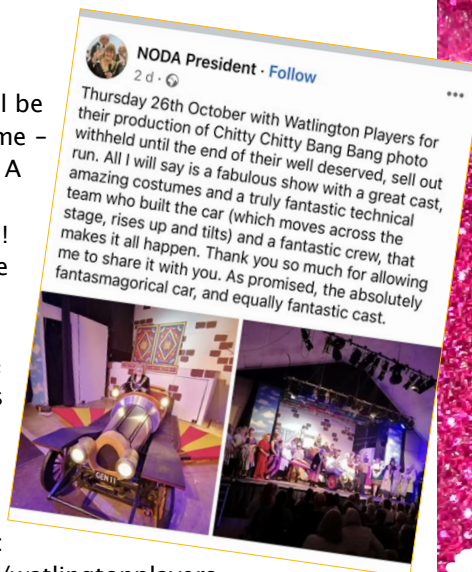 l be
me –
A
!
e
s
NODA President · Follow
2 d ·
Thursday 26th October with Watlington Players for
their production of Chitty Chitty Bang Bang photo
withheld until the end of their well deserved, sell out
run. All I will say is a fabulous show with a great cast,
amazing costumes and a truly fantastic technical
team who built the car (which moves across the
stage, rises up and tilts) and a fantastic crew, that
makes it all happen. Thank you so much for allowing
me to share it with you. As promised, the absolutely
fantasmagorical car, and equally fantastic cast.
GEN11